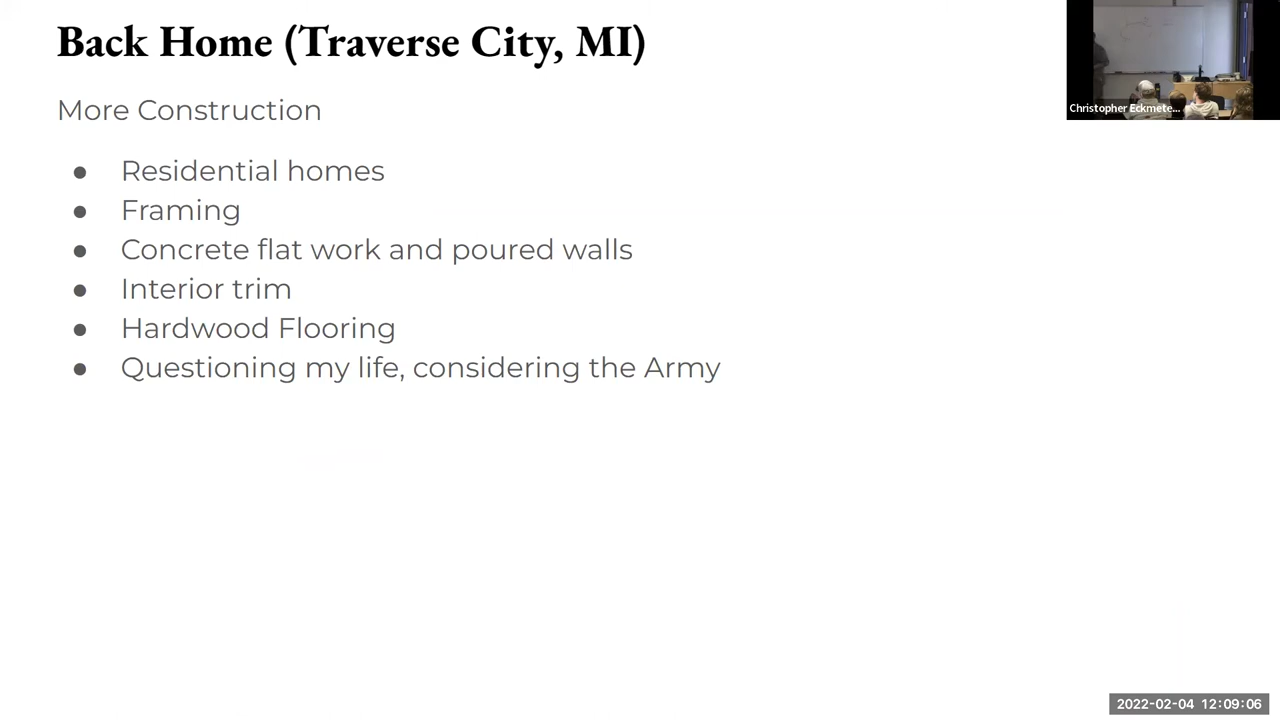 Back Home (Traverse City, MI)
More Construction
● Residential homes
● Framing
● Concrete flat work and poured walls
● Interior trim
● Hardwood Flooring
● Questioning my life, considering the Army
Christopher Eckmete...
2022-02-04 12:09:06